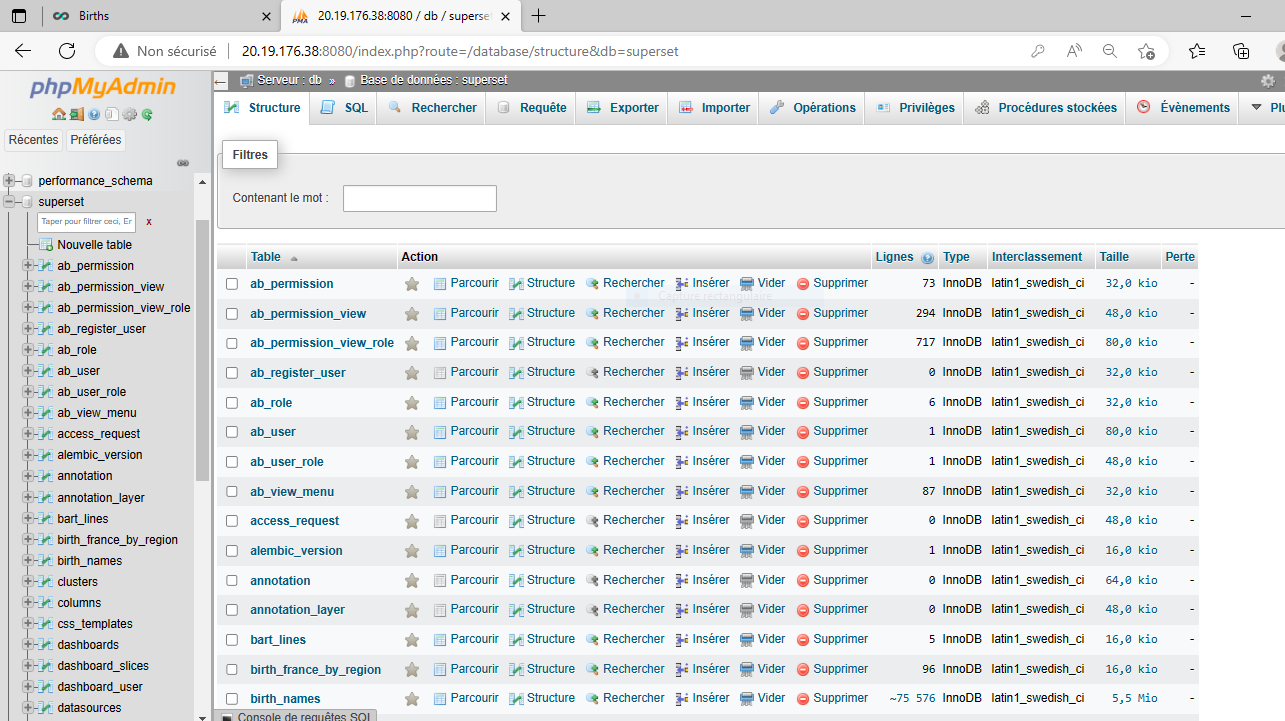 Births
20.19.176.38:8080 / db / superse
Non sécurisé
20.19.176.38:8080/index.php?route=/database/structure&db=superset
phpMyAdmin
Récentes Préférées
performance_schema
superset
Taper pour filtrer ceci, Er X
Nouvelle table
ab_permission
ab_permission_view
ab_permission_view_role
ab_register_user
ab_role
ab_user
ab_user_role
ab_view_menu
access_request
alembic_version
annotation
annotation_layer
bart_lines
birth_france_by_region
birth_names
clusters
columns
css_templates
dashboards
dashboard_slices
dashboard_user
datasources
Serveur : db » Base de données : superset
Structure SQL Rechercher Requête Exporter Importer Opérations Privilèges Procédures stockées Évènements Plu
Filtres
Contenant le mot :
Table Action Lignes Type Interclassement Taille Perte
ab_permission Parcourir Structure Rechercher Insérer Vider Supprimer 73 InnoDB latin1_swedish_ci 32,0 kio -
Capture rectangulaire
ab_permission_view Parcourir Structure Rechercher Insérer Vider Supprimer 294 InnoDB latin1_swedish_ci 48,0 kio -
ab_permission_view_role Parcourir Structure Rechercher Insérer Vider Supprimer 717 InnoDB latin1_swedish_ci 80,0 kio -
ab_register_user Parcourir Structure Rechercher Insérer Vider Supprimer 0 InnoDB latin1_swedish_ci 32,0 kio -
ab_role Parcourir Structure Rechercher Insérer Vider Supprimer 6 InnoDB latin1_swedish_ci 32,0 kio -
ab_user Parcourir Structure Rechercher Insérer Vider Supprimer 1 InnoDB latin1_swedish_ci 80,0 kio -
ab_user_role Parcourir Structure Rechercher Insérer Vider Supprimer 1 InnoDB latin1_swedish_ci 48,0 kio -
ab_view_menu Parcourir Structure Rechercher Insérer Vider Supprimer 87 InnoDB latin1_swedish_ci 32,0 kio -
access_request Parcourir Structure Rechercher Insérer Vider Supprimer 0 InnoDB latin1_swedish_ci 48,0 kio -
alembic_version Parcourir Structure Rechercher Insérer Vider Supprimer 1 InnoDB latin1_swedish_ci 16,0 kio -
annotation Parcourir Structure Rechercher Insérer Vider Supprimer 0 InnoDB latin1_swedish_ci 64,0 kio -
annotation_layer Parcourir Structure Rechercher Insérer Vider Supprimer 0 InnoDB latin1_swedish_ci 48,0 kio -
bart_lines Parcourir Structure Rechercher Insérer Vider Supprimer 5 InnoDB latin1_swedish_ci 16,0 kio -
birth_france_by_region Parcourir Structure Rechercher Insérer Vider Supprimer 96 InnoDB latin1_swedish_ci 16,0 kio -
birth_names Parcourir Structure Rechercher Insérer Vider Supprimer ~75 576 InnoDB latin1_swedish_ci 5,5 Mio -
Console de requêtes SQL